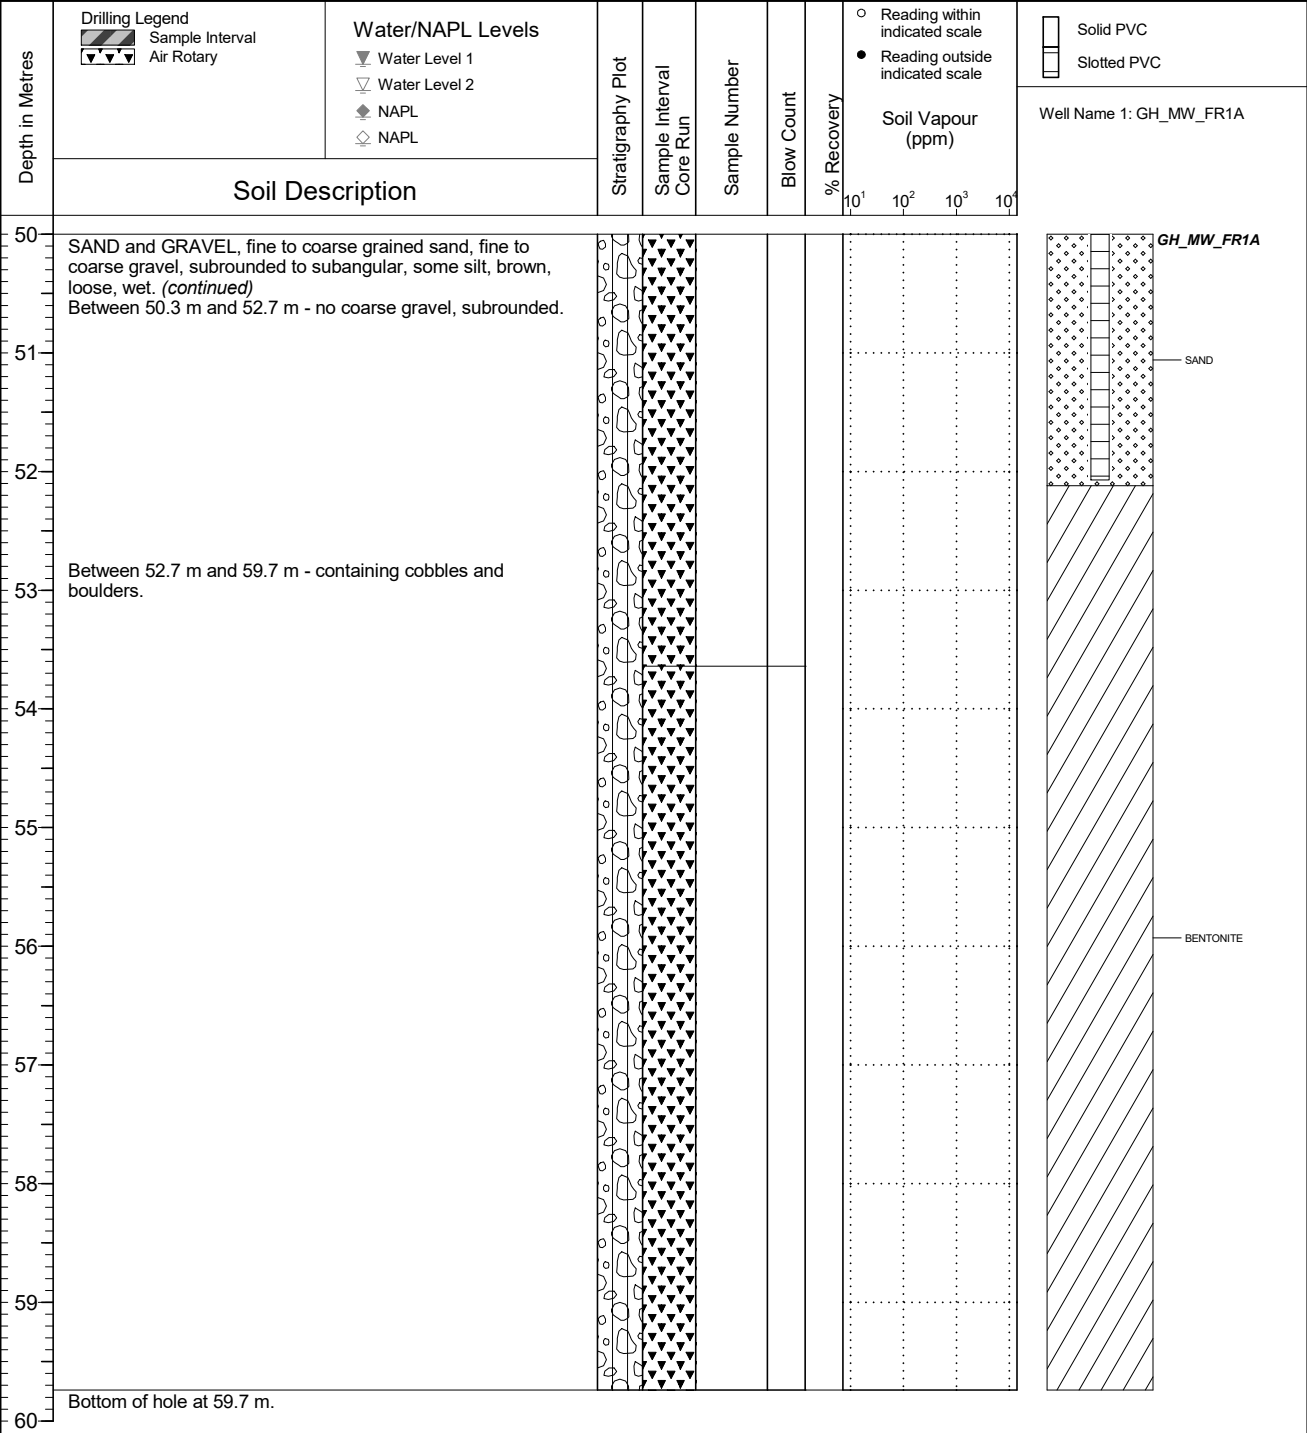 Depth in Metres
Drilling Legend
Sample Interval
Air Rotary
Water/NAPL Levels
Water Level 1
Water Level 2
NAPL
NAPL
Soil Description
Stratigraphy Plot
Sample Interval
Core Run
Sample Number
Blow Count
% Recovery
Reading within
indicated scale
Reading outside
indicated scale
Soil Vapour
(ppm)
10¹ 10² 10³ 10⁴
Solid PVC
Slotted PVC
Well Name 1: GH_MW_FR1A
50
SAND and GRAVEL, fine to coarse grained sand, fine to
coarse gravel, subrounded to subangular, some silt, brown,
loose, wet. (continued)
Between 50.3 m and 52.7 m - no coarse gravel, subrounded.
GH_MW_FR1A
51
SAND
52
Between 52.7 m and 59.7 m - containing cobbles and
boulders.
53
54
55
56
BENTONITE
57
58
59
Bottom of hole at 59.7 m.
60